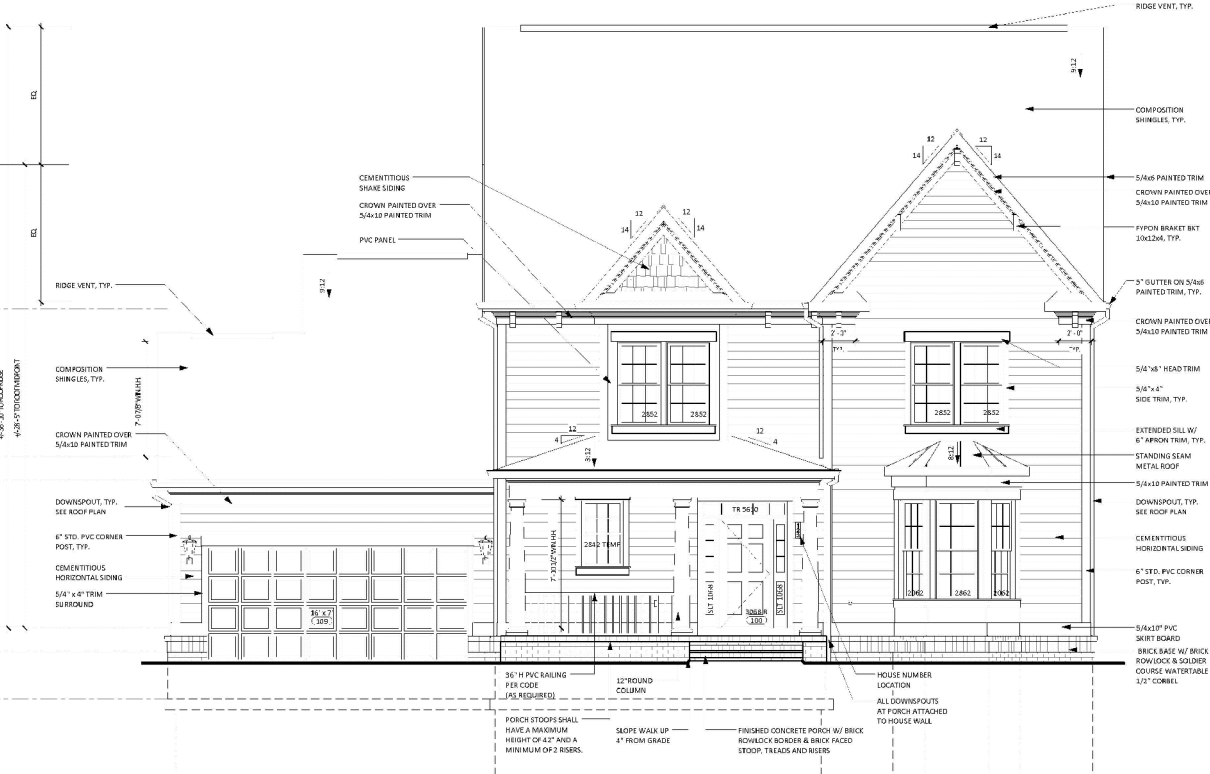 RIDGE VENT, TYP.
9:12
EQ.
COMPOSITION
SHINGLES, TYP.
12
12
14
14
5/4x6 PAINTED TRIM
CROWN PAINTED OVER
5/4x10 PAINTED TRIM
CEMENTITIOUS
SHAKE SIDING
CROWN PAINTED OVER
5/4x10 PAINTED TRIM
12
12
14
14
FYPON BRAKET BKT
10x12x4, TYP.
EQ.
PVC PANEL
RIDGE VENT, TYP.
9:12
5" GUTTER ON 5/4x6
PAINTED TRIM, TYP.
CROWN PAINTED OVER
5/4x10 PAINTED TRIM
2'-0"
TYP.
2'-0"
TYP.
COMPOSITION
SHINGLES, TYP.
5/4"x8" HEAD TRIM
5/4"x 4"
SIDE TRIM, TYP.
2852
2852
2852
2852
CROWN PAINTED OVER
5/4x10 PAINTED TRIM
12
4
12
4
3:12
8:12
EXTENDED SILL W/
6" APRON TRIM, TYP.
STANDING SEAM
METAL ROOF
5/4x10 PAINTED TRIM
DOWNSPOUT, TYP.
SEE ROOF PLAN
DOWNSPOUT, TYP.
SEE ROOF PLAN
TR 5610
6" STD. PVC CORNER
POST, TYP.
2842 TEMP
CEMENTITIOUS
HORIZONTAL SIDING
CEMENTITIOUS
HORIZONTAL SIDING
6" STD. PVC CORNER
POST, TYP.
5/4" x 4" TRIM
SURROUND
SLT 1068
SLT 1068
2062
2862
2062
16' x 7'
109
3068 R
100
5/4x10" PVC
SKIRT BOARD
BRICK BASE W/ BRICK
ROWLOCK & SOLDIER
COURSE WATERTABLE
1/2" CORBEL
36" H PVC RAILING
PER CODE
(AS REQUIRED)
12"ROUND
COLUMN
HOUSE NUMBER
LOCATION
ALL DOWNSPOUTS
AT PORCH ATTACHED
TO HOUSE WALL
PORCH STOOPS SHALL
HAVE A MAXIMUM
HEIGHT OF 42" AND A
MINIMUM OF 2 RISERS.
SLOPE WALK UP
4" FROM GRADE
FINISHED CONCRETE PORCH W/ BRICK
ROWLOCK BORDER & BRICK FACED
STOOP, TREADS AND RISERS